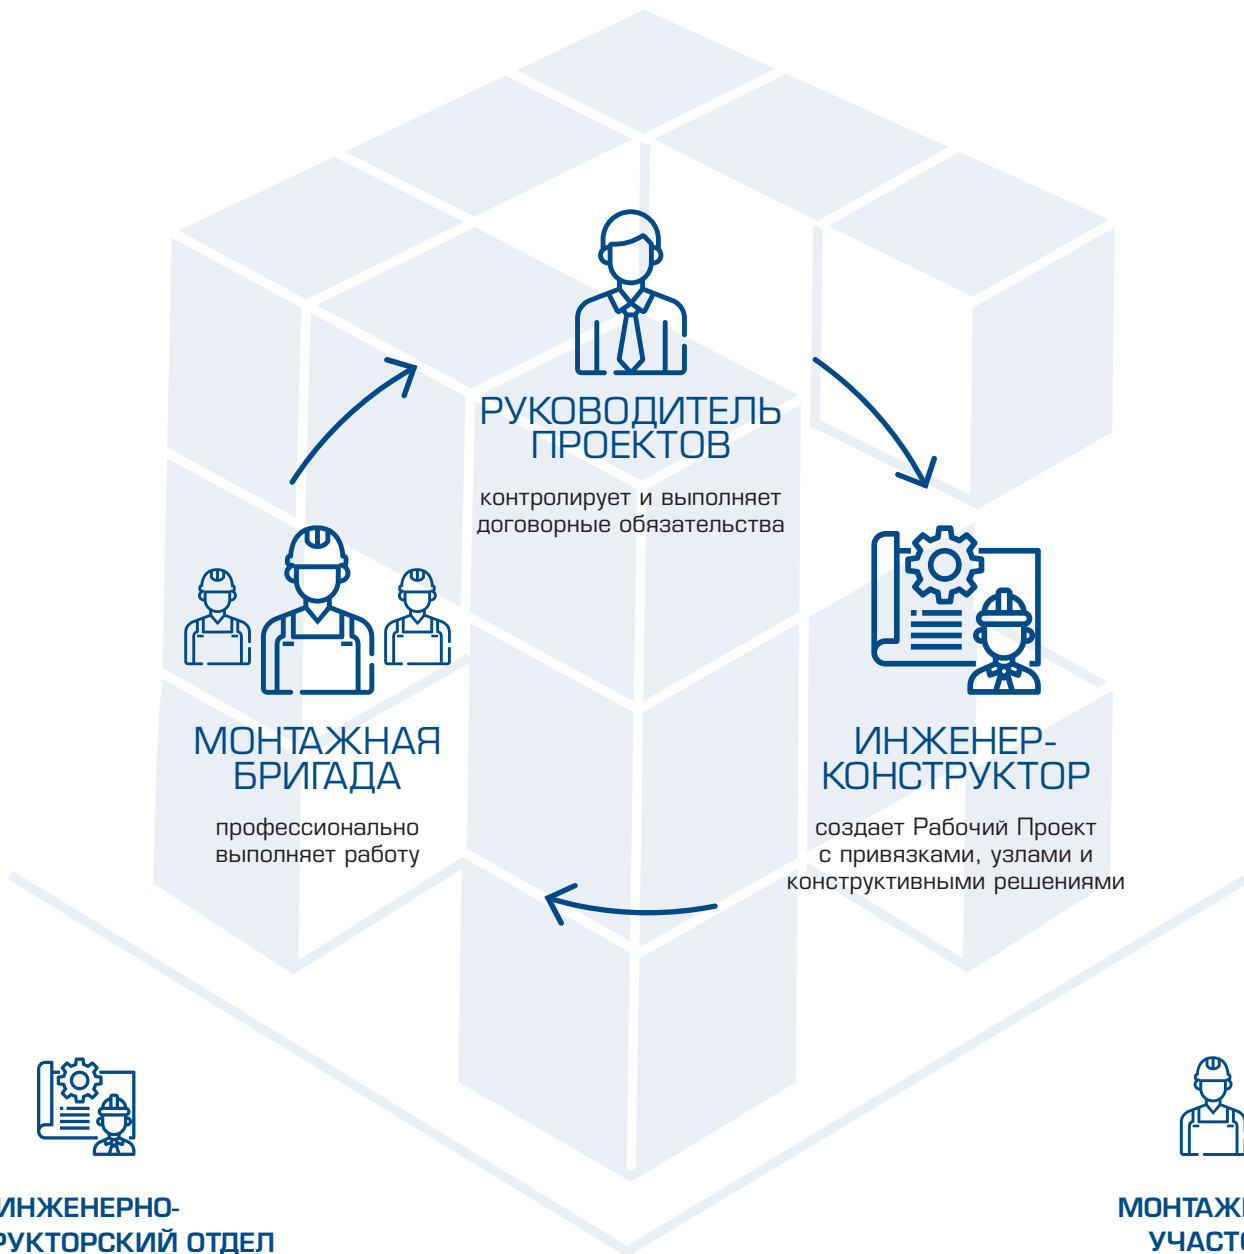 РУКОВОДИТЕЛЬ
ПРОЕКТОВ
контролирует и выполняет
договорные обязательства
МОНТАЖНАЯ
БРИГАДА
профессионально
выполняет работу
ИНЖЕНЕР-
КОНСТРУКТОР
создает Рабочий Проект
с привязками, узлами и
конструктивными решениями
ИНЖЕНЕРНО-
РУКТОРСКИЙ ОТДЕЛ